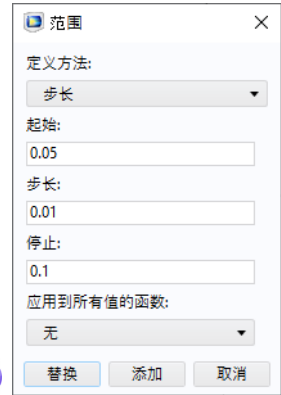 范围
定义方法:
步长
起始:
0.05
步长:
0.01
停止:
0.1
应用到所有值的函数:
无
替换 添加 取消